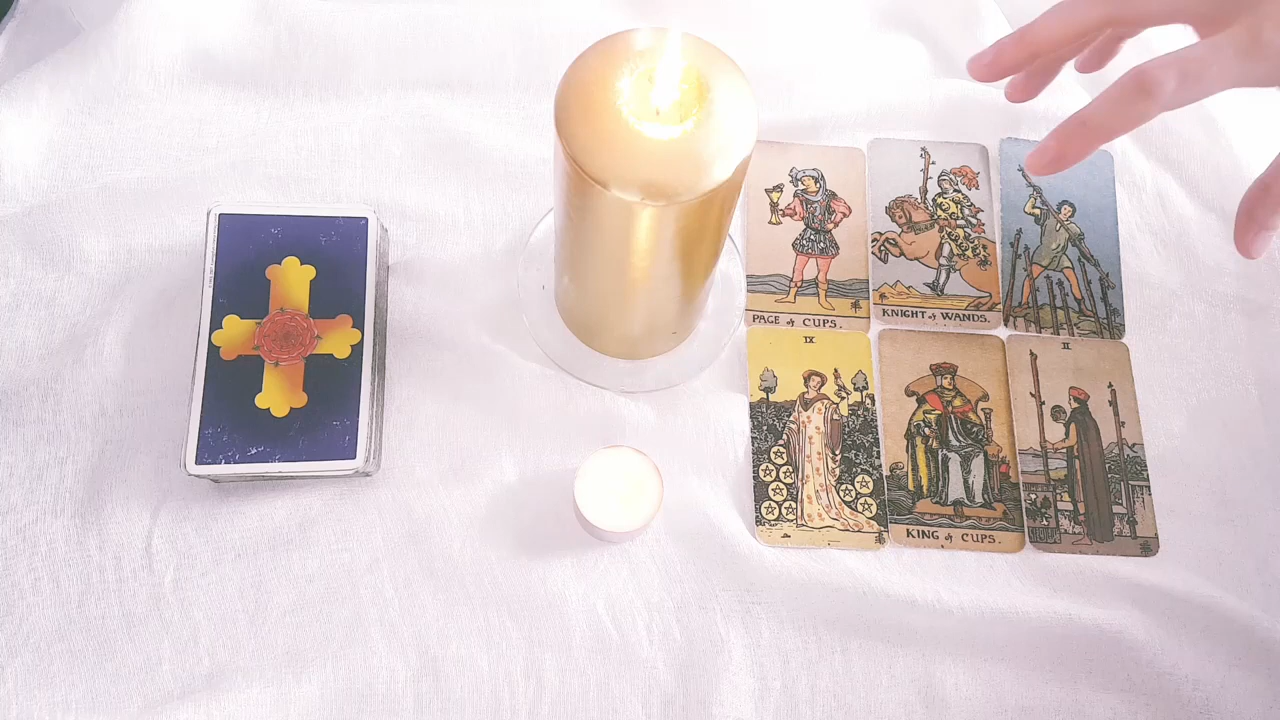 PAGE of CUPS.
KNIGHT of WANDS.
IX
II
KING of CUPS.